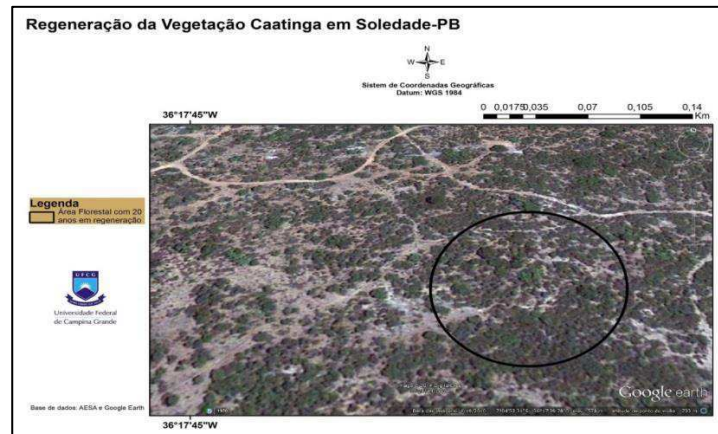 Regeneração da Vegetação Caatinga em Soledade-PB
N
W E
S
Sistem de Coordenadas Geográficas
Datum: WGS 1984
0 0,0175 0,035 0,07 0,105 0,14
Km
36°17'45"W
Legenda
Área Florestal com 20
anos em regeneração
UFCG
Universidade Federal
de Campina Grande
Google earth
Base de dados: AESA e Google Earth
36°17'45"W